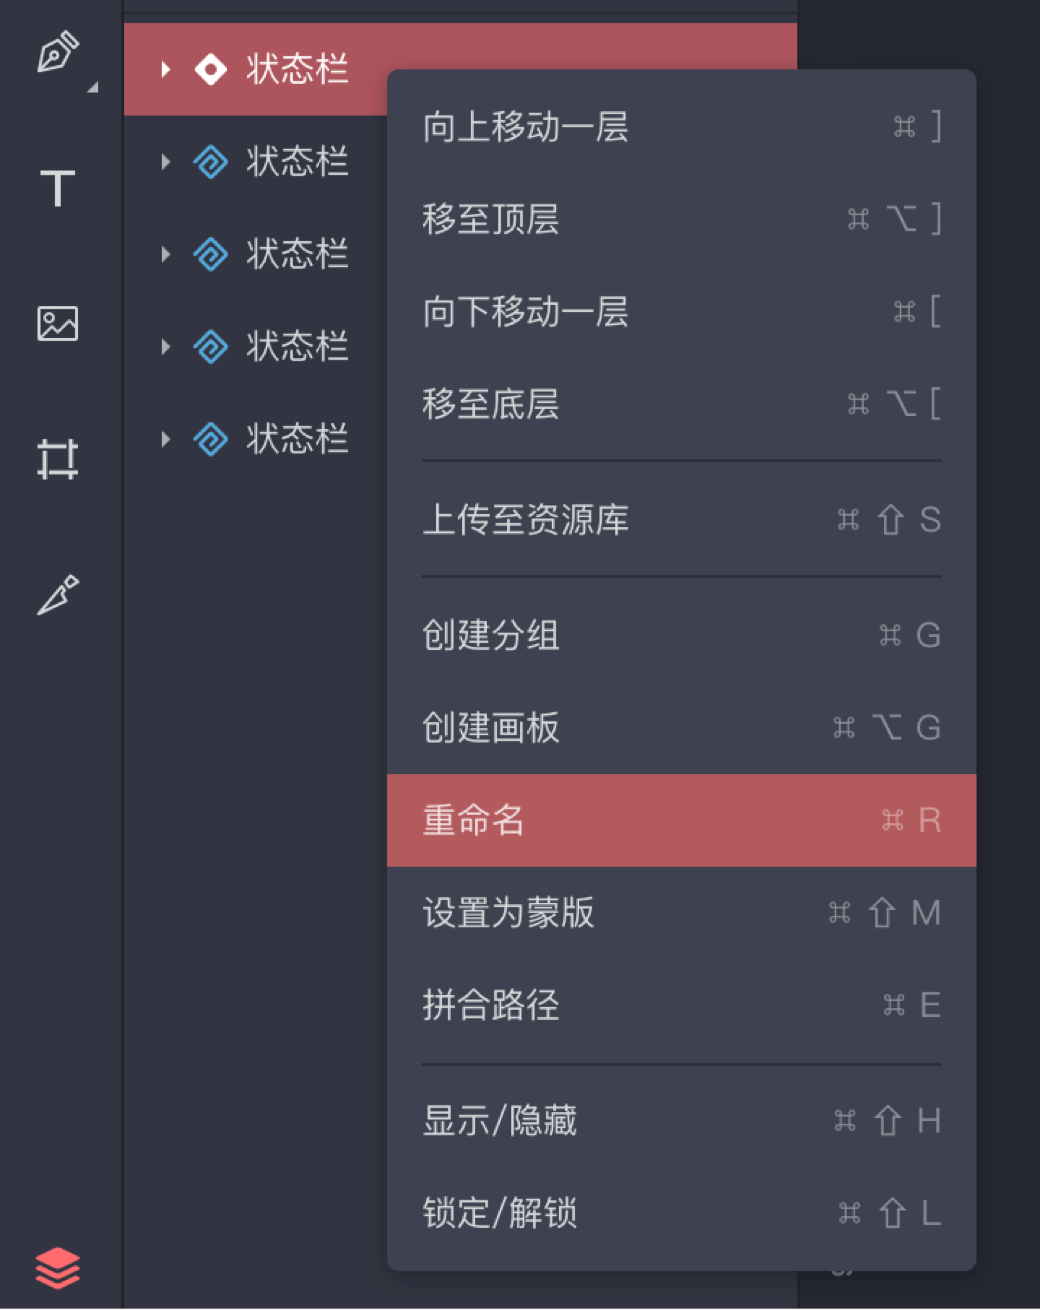 状态栏
状态栏
状态栏
状态栏
状态栏
向上移动一层 ⌘ ]
移至顶层 ⌘ ⌥ ]
向下移动一层 ⌘ [
移至底层 ⌘ ⌥ [
上传至资源库 ⌘ ⇧ S
创建分组 ⌘ G
创建画板 ⌘ ⌥ G
重命名 ⌘ R
设置为蒙版 ⌘ ⇧ M
拼合路径 ⌘ E
显示/隐藏 ⌘ ⇧ H
锁定/解锁 ⌘ ⇧ L